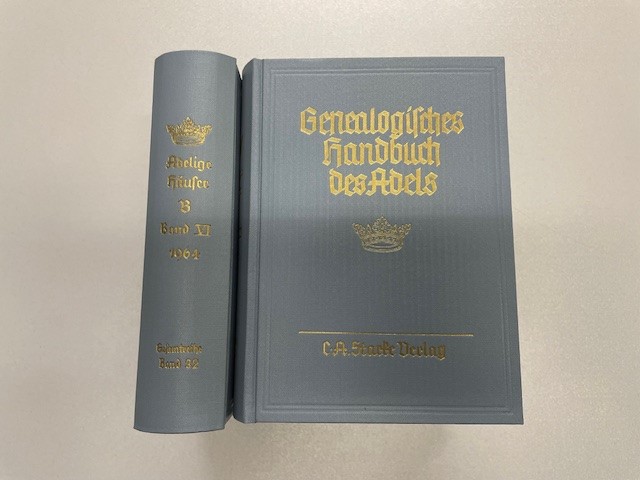 Adelige
Häuser
B
Band VI
1964
Gesamtreihe
Band 32
Genealogisches
Handbuch
des Adels
C.A. Starke Verlag